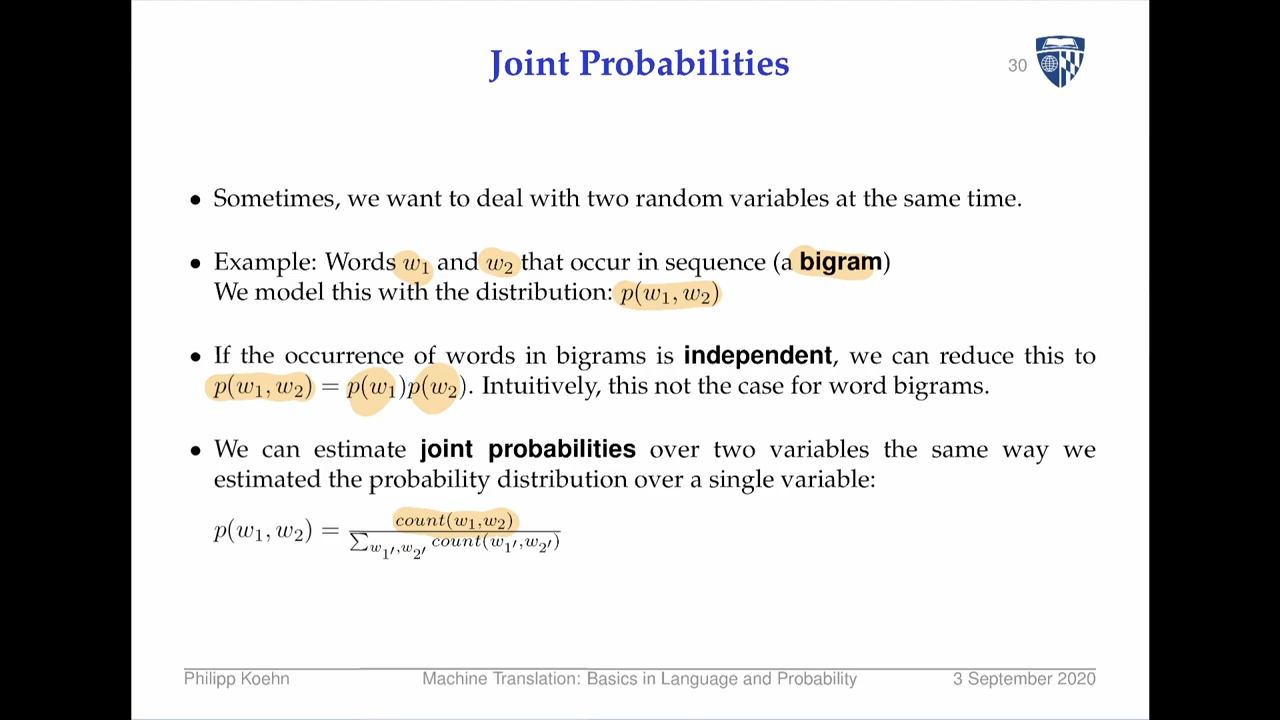 Joint Probabilities
30
• Sometimes, we want to deal with two random variables at the same time.
• Example: Words w₁ and w₂ that occur in sequence (a bigram)
We model this with the distribution: p(w₁, w₂)
• If the occurrence of words in bigrams is independent, we can reduce this to
p(w₁, w₂) = p(w₁)p(w₂). Intuitively, this not the case for word bigrams.
• We can estimate joint probabilities over two variables the same way we
estimated the probability distribution over a single variable:
p(w₁, w₂) = count(w₁,w₂) / ∑w₁′,w₂′ count(w₁′,w₂′)
Philipp Koehn Machine Translation: Basics in Language and Probability 3 September 2020